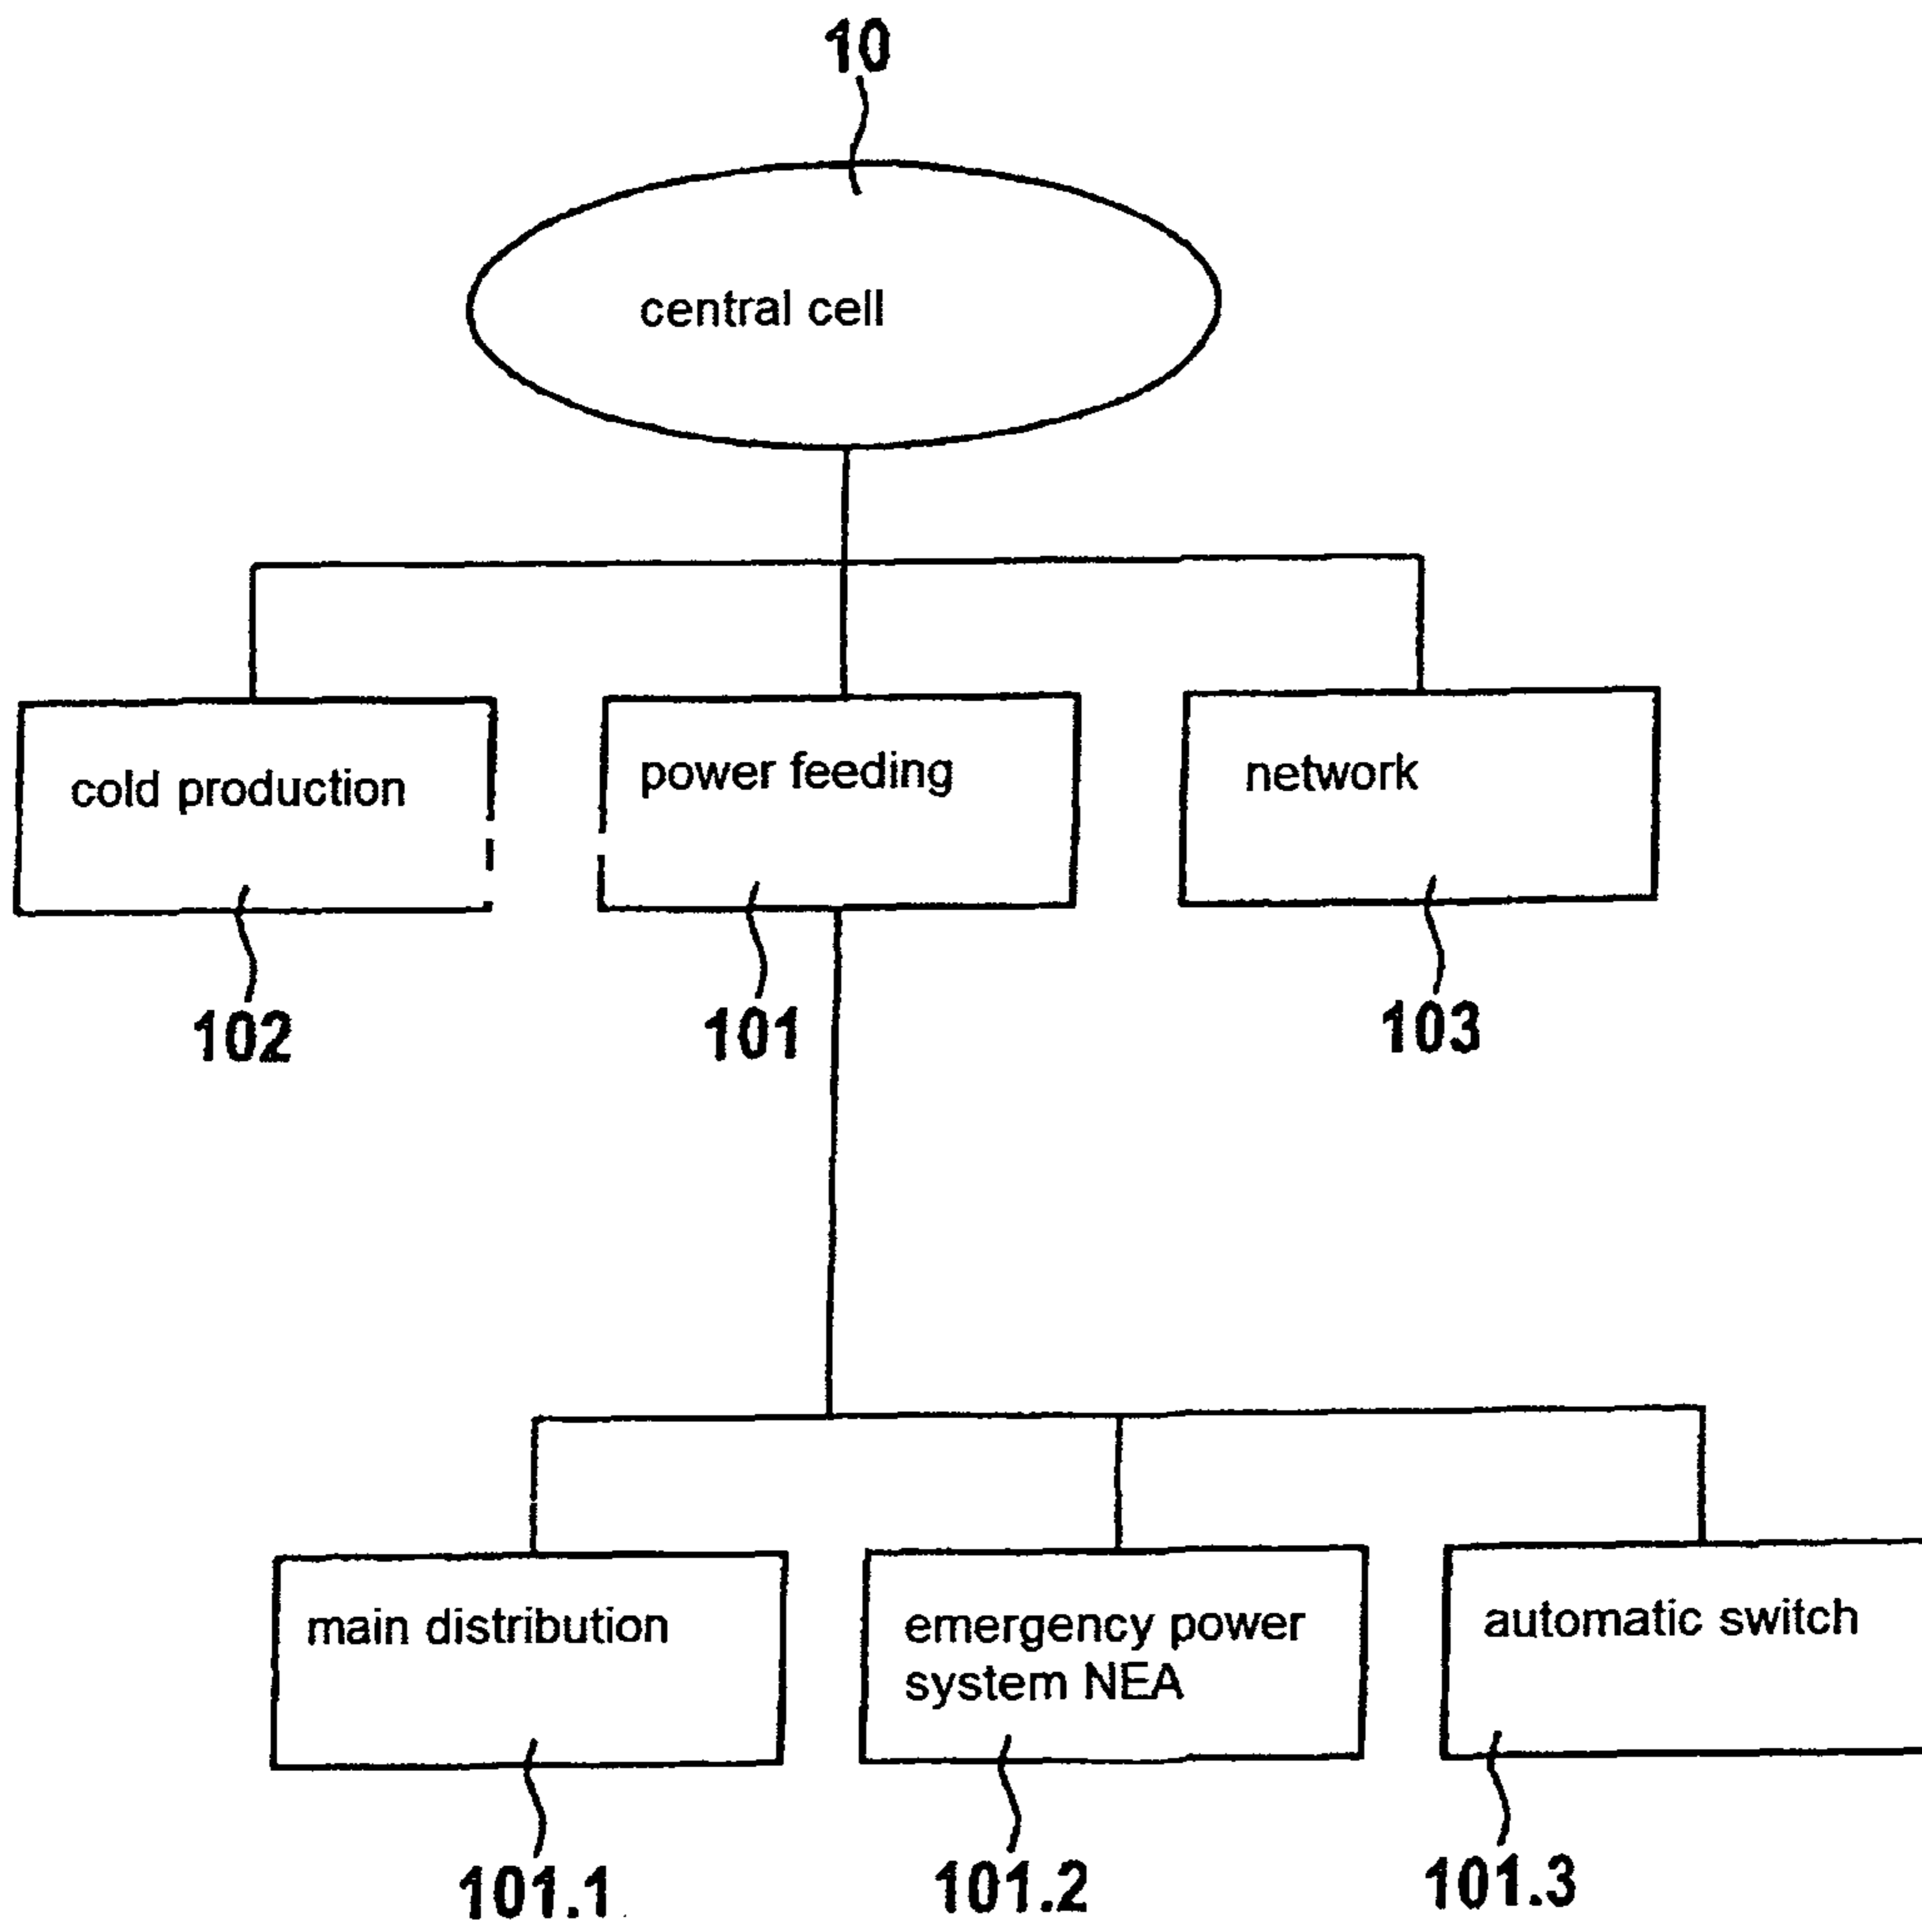 10
central cell
cold production
power feeding
network
102
101
103
main distribution
emergency power
system NEA
automatic switch
101.1
101.2
101.3